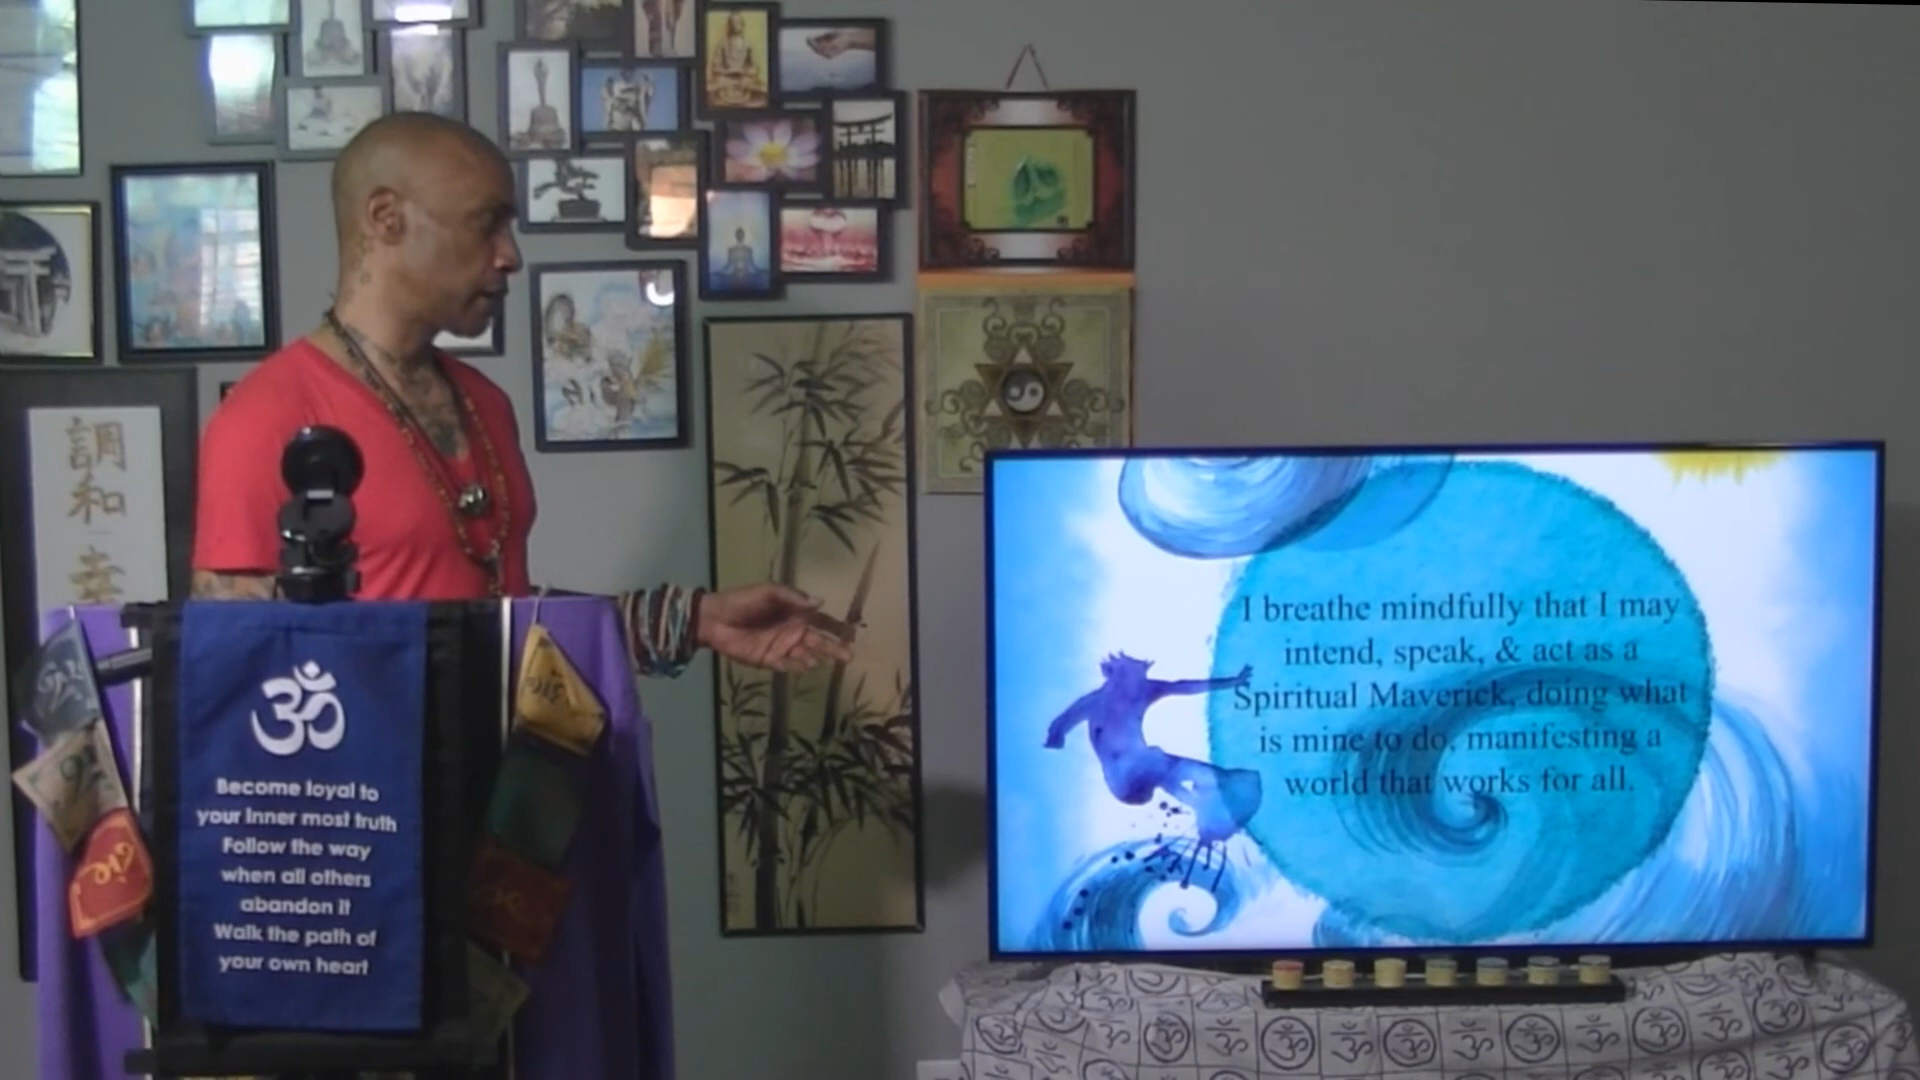 調
和
幸
ॐ
Become loyal to
your inner most truth
Follow the way
when all others
abandon it
Walk the path of
your own heart
I breathe mindfully that I may
intend, speak, & act as a
Spiritual Maverick, doing what
is mine to do, manifesting a
world that works for all.